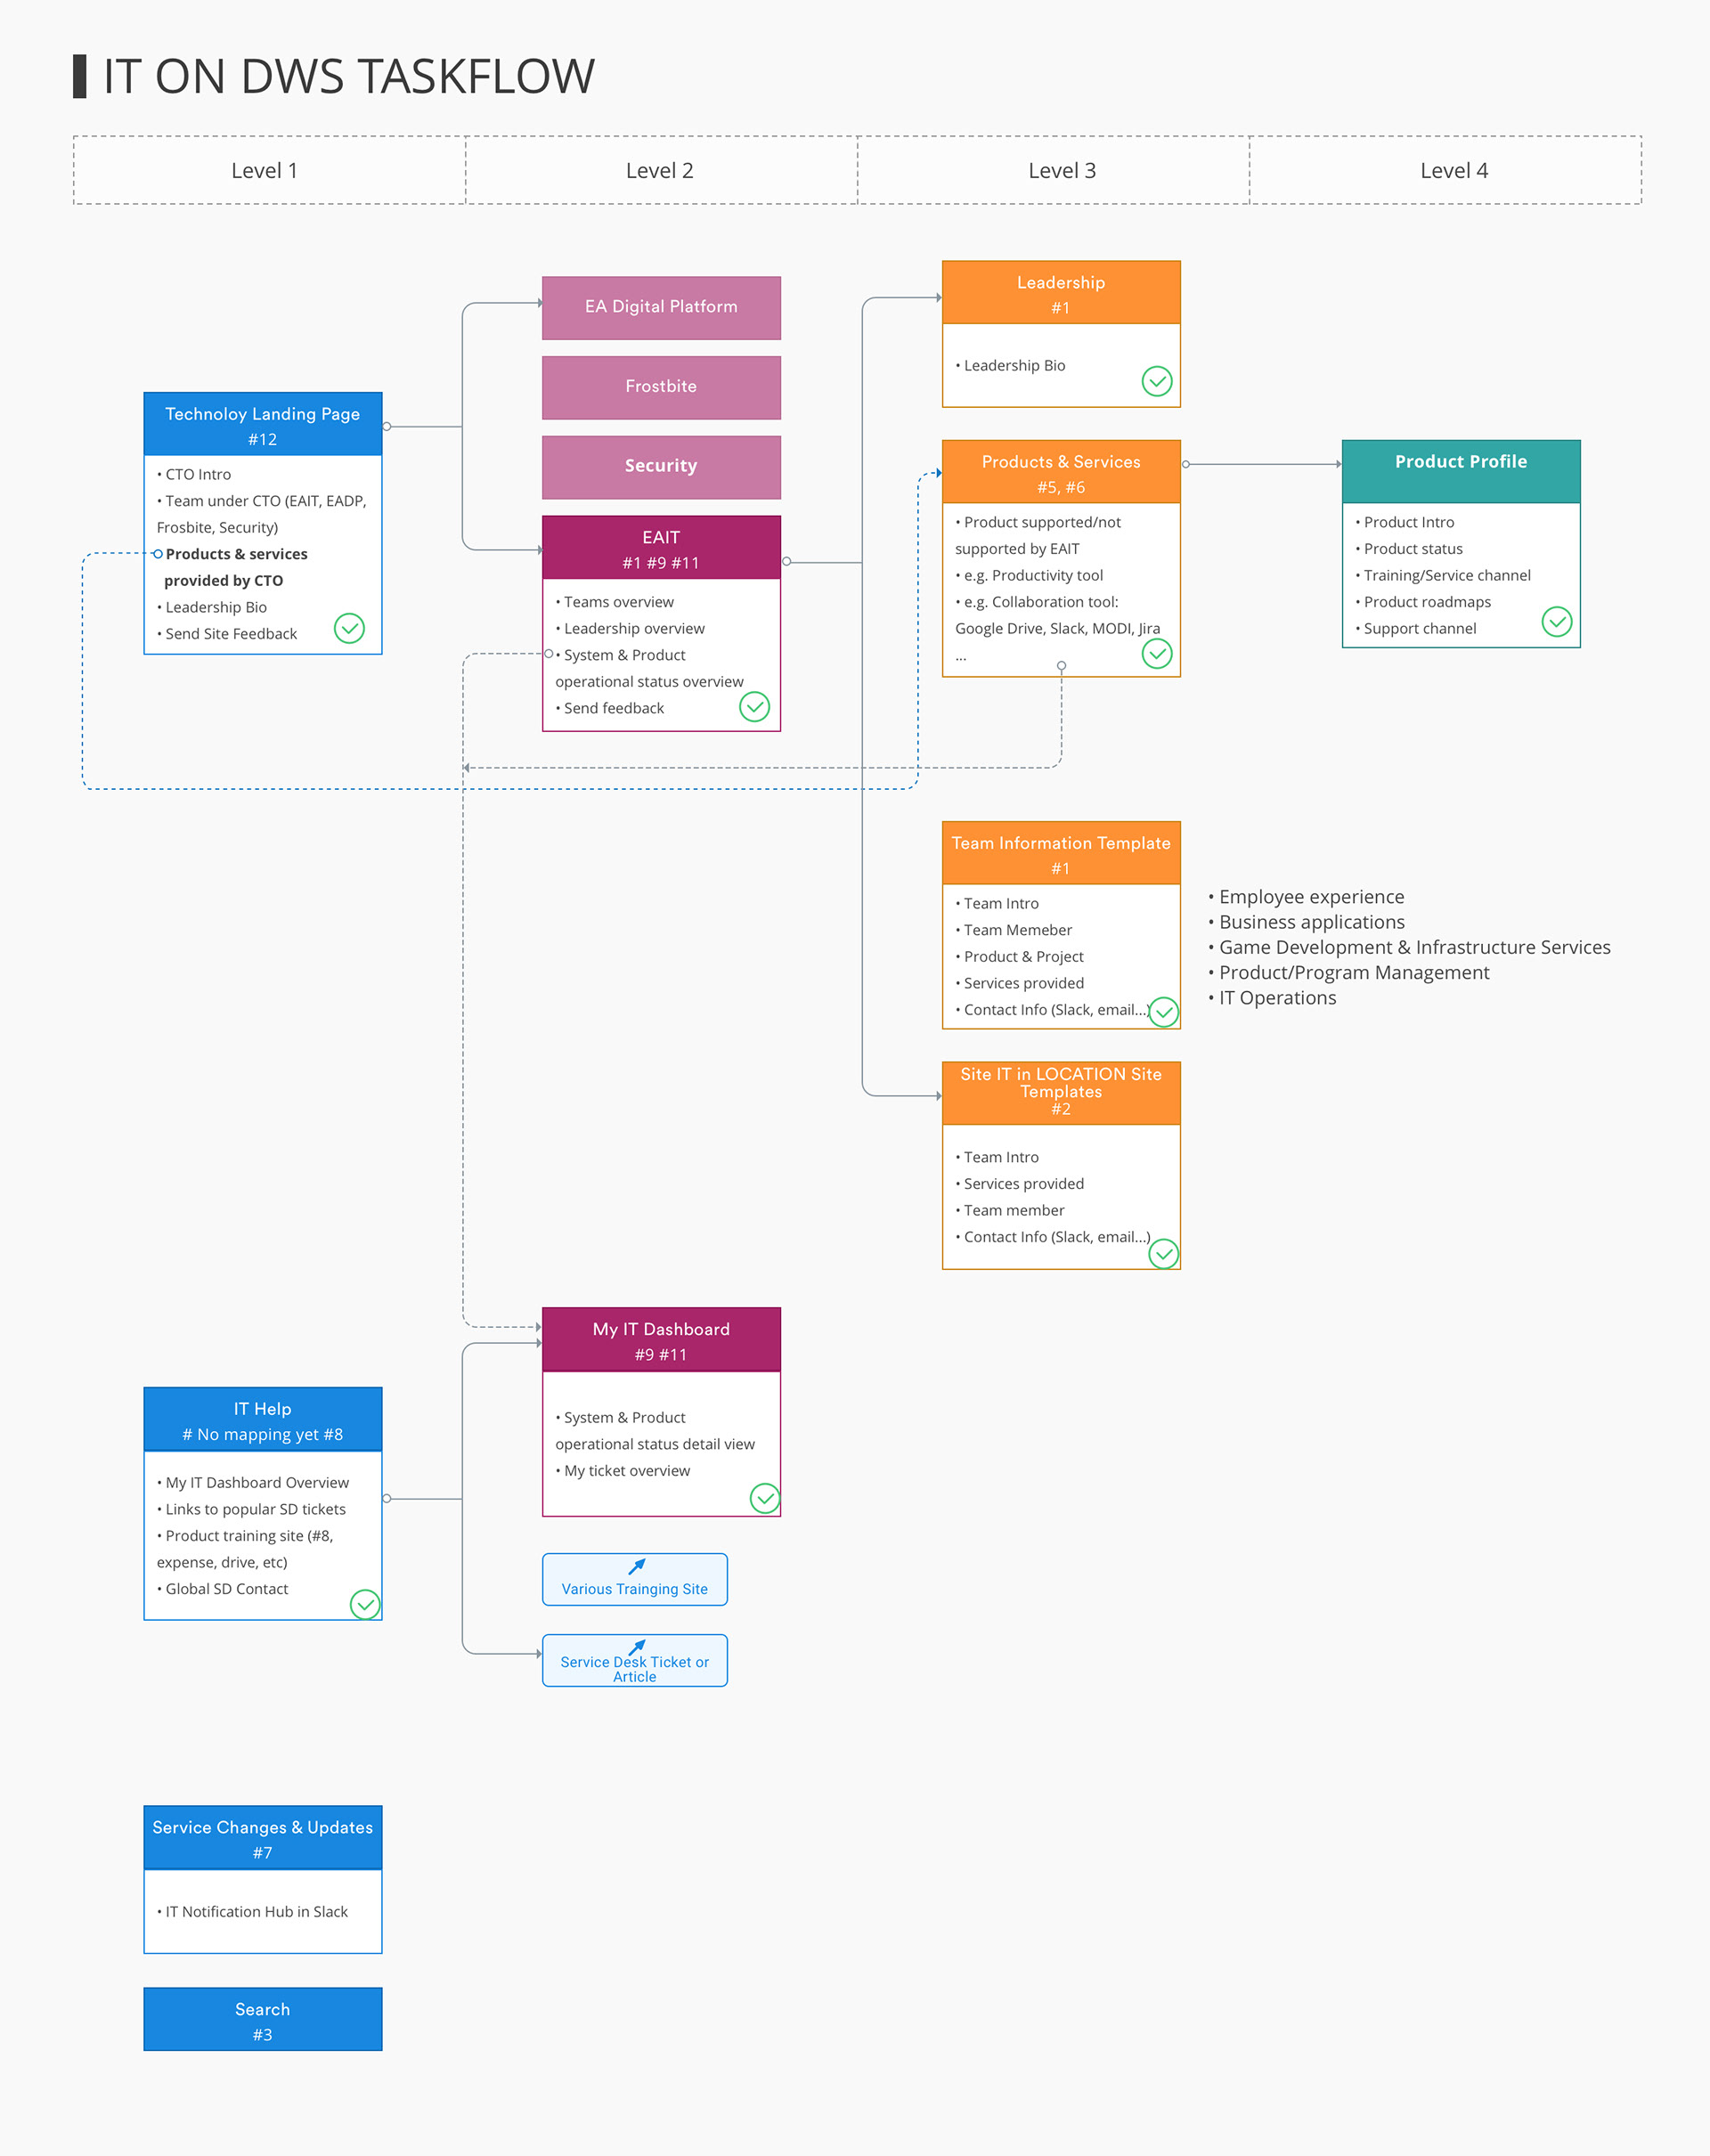 IT ON DWS TASKFLOW
Level 1
Level 2
Level 3
Level 4
Technoloy Landing Page
#12
• CTO Intro
• Team under CTO (EAIT, EADP,
Frosbite, Security)
• Products & services
provided by CTO
• Leadership Bio
• Send Site Feedback
EA Digital Platform
Frostbite
Security
EAIT
#1 #9 #11
• Teams overview
• Leadership overview
• System & Product
operational status overview
• Send feedback
Leadership
#1
• Leadership Bio
Products & Services
#5, #6
• Product supported/not
supported by EAIT
• e.g. Productivity tool
• e.g. Collaboration tool:
Google Drive, Slack, MODI, Jira
...
Product Profile
• Product Intro
• Product status
• Training/Service channel
• Product roadmaps
• Support channel
Team Information Template
#1
• Team Intro
• Team Memeber
• Product & Project
• Services provided
• Contact Info (Slack, email...)
• Employee experience
• Business applications
• Game Development & Infrastructure Services
• Product/Program Management
• IT Operations
Site IT in LOCATION Site
Templates
#2
• Team Intro
• Services provided
• Team member
• Contact Info (Slack, email...)
My IT Dashboard
#9 #11
• System & Product
operational status detail view
• My ticket overview
IT Help
# No mapping yet #8
• My IT Dashboard Overview
• Links to popular SD tickets
• Product training site (#8,
expense, drive, etc)
• Global SD Contact
Various Trainging Site
Service Desk Ticket or
Article
Service Changes & Updates
#7
• IT Notification Hub in Slack
Search
#3